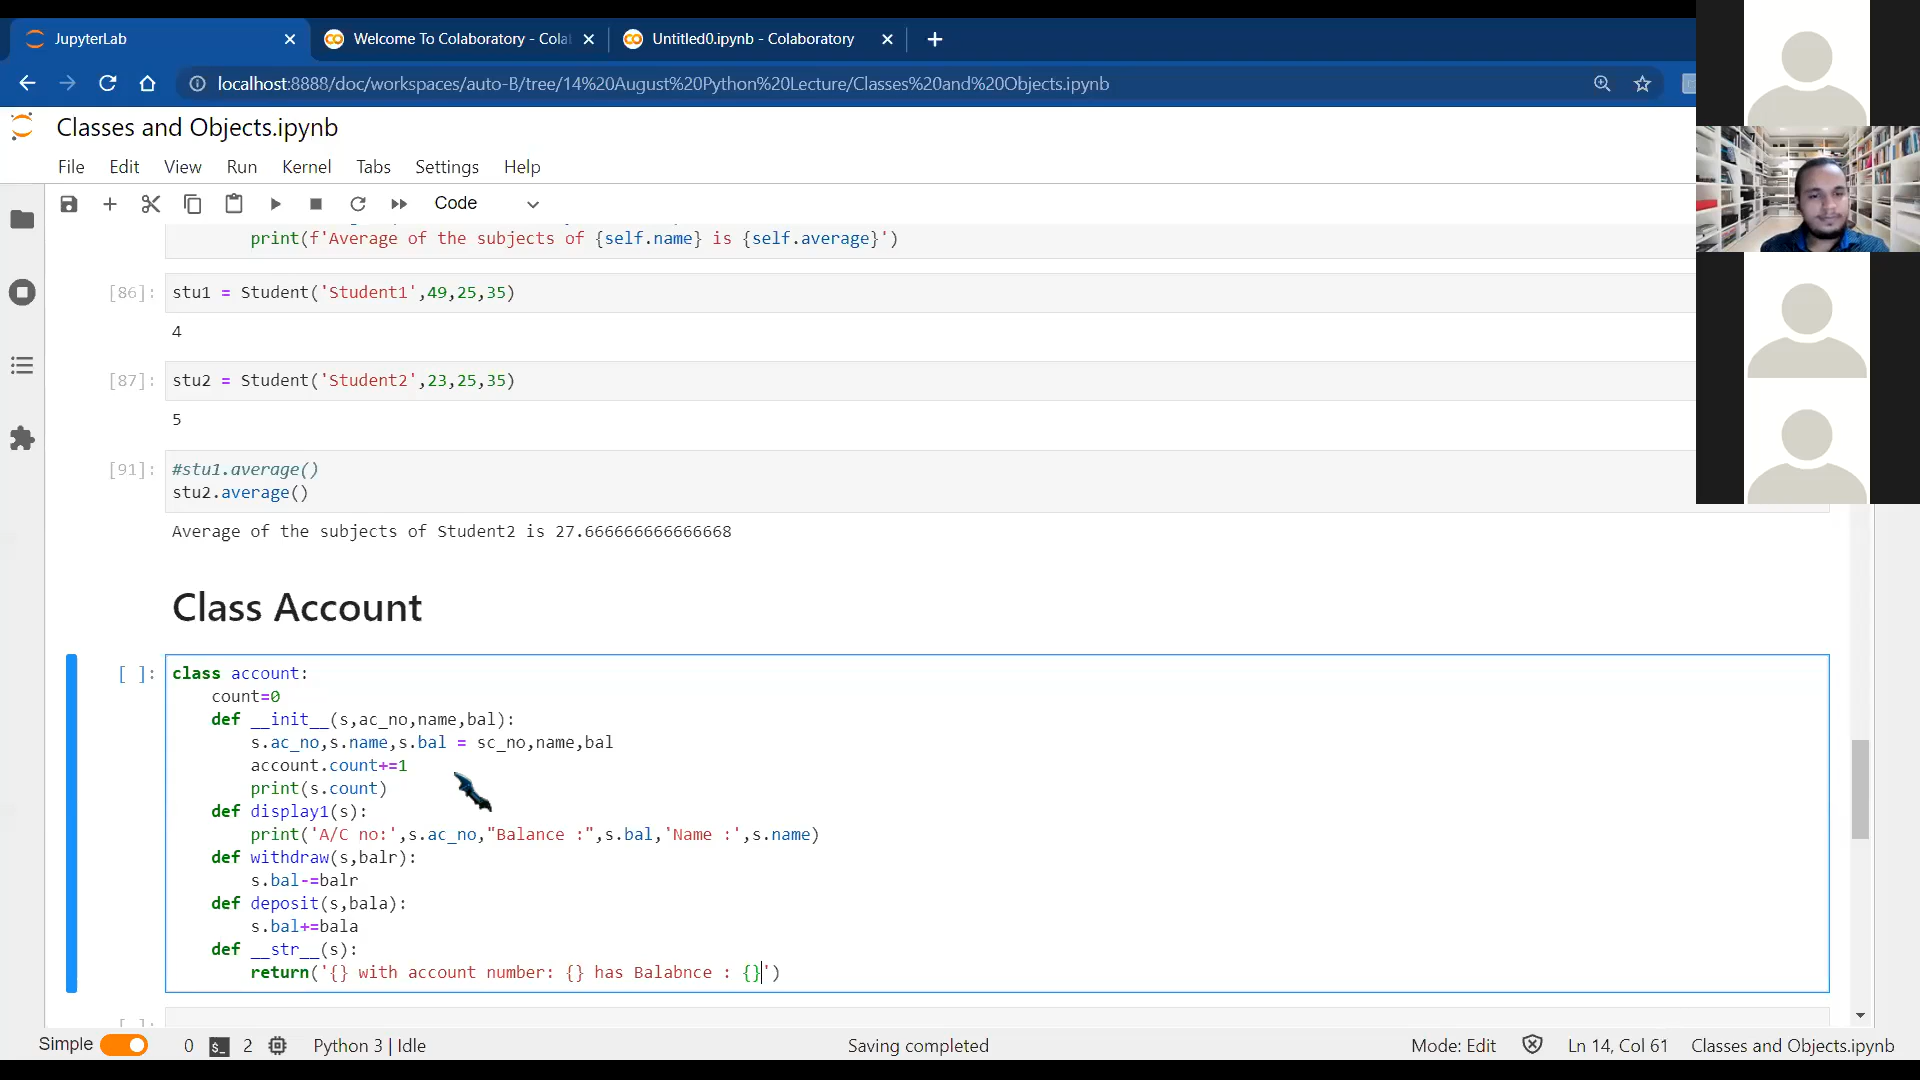 JupyterLab
Welcome To Colaboratory - Cola
Untitled0.ipynb - Colaboratory
localhost:8888/doc/workspaces/auto-B/tree/14%20August%20Python%20Lecture/Classes%20and%20Objects.ipynb
Classes and Objects.ipynb
File Edit View Run Kernel Tabs Settings Help
Code
print(f'Average of the subjects of {self.name} is {self.average}')
[86]: stu1 = Student('Student1',49,25,35)
4
[87]: stu2 = Student('Student2',23,25,35)
5
[91]: #stu1.average()
stu2.average()
Average of the subjects of Student2 is 27.666666666666668
Class Account
[ ]: class account:
count=0
def __init__(s,ac_no,name,bal):
s.ac_no,s.name,s.bal = sc_no,name,bal
account.count+=1
print(s.count)
def display1(s):
print('A/C no:',s.ac_no,"Balance :",s.bal,'Name :',s.name)
def withdraw(s,balr):
s.bal-=balr
def deposit(s,bala):
s.bal+=bala
def __str__(s):
return('{} with account number: {} has Balabnce : {}')
[ ]:
Simple 0 $_ 2 Python 3 | Idle Saving completed Mode: Edit Ln 14, Col 61 Classes and Objects.ipynb